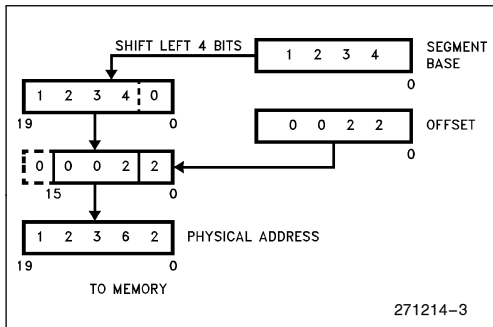 SHIFT LEFT 4 BITS
1 2 3 4
SEGMENT
BASE
0
1 2 3 4 0
19 0
0 0 2 2
OFFSET
0
0 0 0 2 2
15 0
1 2 3 6 2
PHYSICAL ADDRESS
19 0
TO MEMORY
271214–3